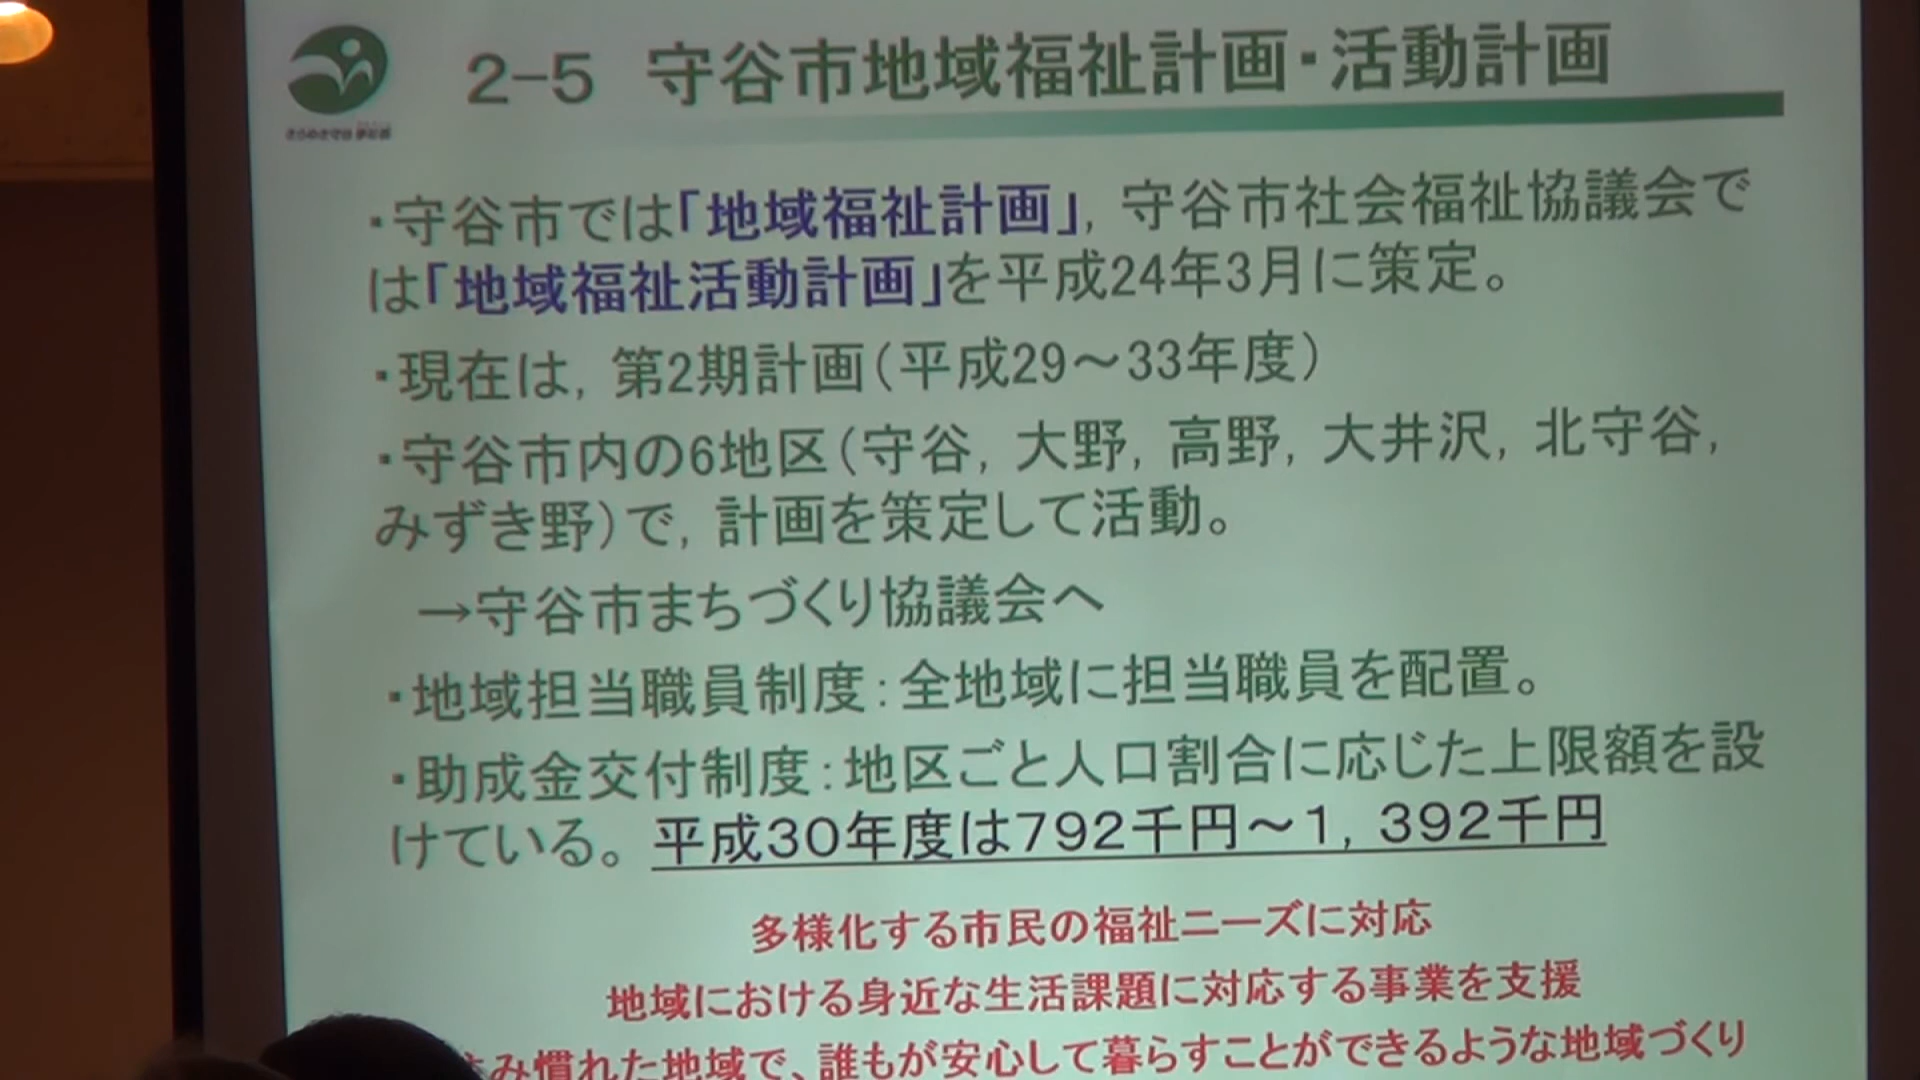 2-5 守谷市地域福祉計画・活動計画
・守谷市では「地域福祉計画」, 守谷市社会福祉協議会で
は「地域福祉活動計画」を平成24年3月に策定。
・現在は, 第2期計画(平成29～33年度)
・守谷市内の6地区(守谷, 大野, 高野, 大井沢, 北守谷,
みずき野)で, 計画を策定して活動。
→守谷市まちづくり協議会へ
・地域担当職員制度:全地域に担当職員を配置。
・助成金交付制度:地区ごと人口割合に応じた上限額を設
けている。平成30年度は792千円～1, 392千円
多様化する市民の福祉ニーズに対応
地域における身近な生活課題に対応する事業を支援
住み慣れた地域で、誰もが安心して暮らすことができるような地域づくり